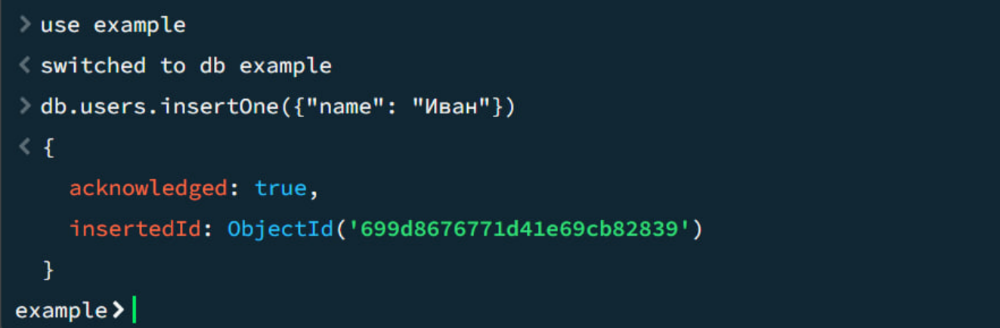 > use example
< switched to db example
> db.users.insertOne({"name": "Иван"})
< {
    acknowledged: true,
    insertedId: ObjectId('699d8676771d41e69cb82839')
  }
example>